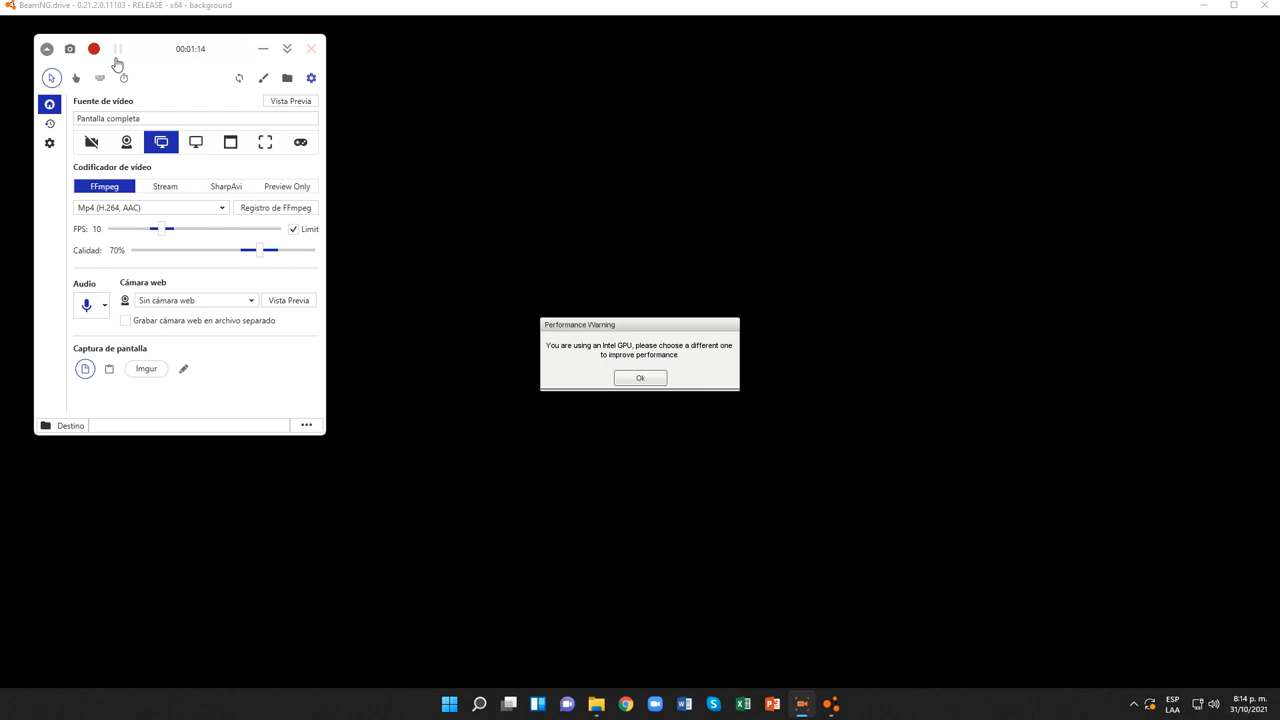 BeamNG.drive - 0.21.2.0.11103 - RELEASE - x64 - background
00:01:14
Fuente de vídeo
Vista Previa
Pantalla completa
Codificador de vídeo
FFmpeg Stream SharpAvi Preview Only
Mp4 (H.264, AAC) Registro de FFmpeg
FPS: 10 Limit
Calidad: 70%
Audio
Cámara web
Sin cámara web Vista Previa
Grabar cámara web en archivo separado
Captura de pantalla
Imgur
Destino ...
Performance Warning
You are using an Intel GPU, please choose a different one
to improve performance
Ok
ESP
LAA
8:14 p. m.
31/10/2021